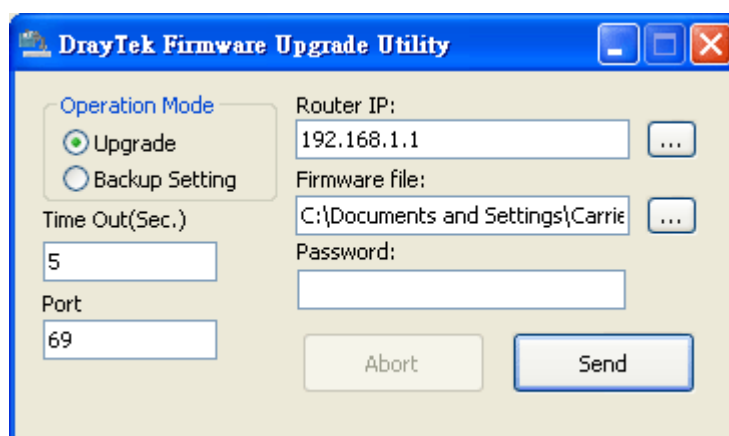 DrayTek Firmware Upgrade Utility
Operation Mode
Upgrade
Backup Setting
Time Out(Sec.)
5
Port
69
Router IP:
192.168.1.1
...
Firmware file:
C:\Documents and Settings\Carrie
...
Password:
Abort
Send